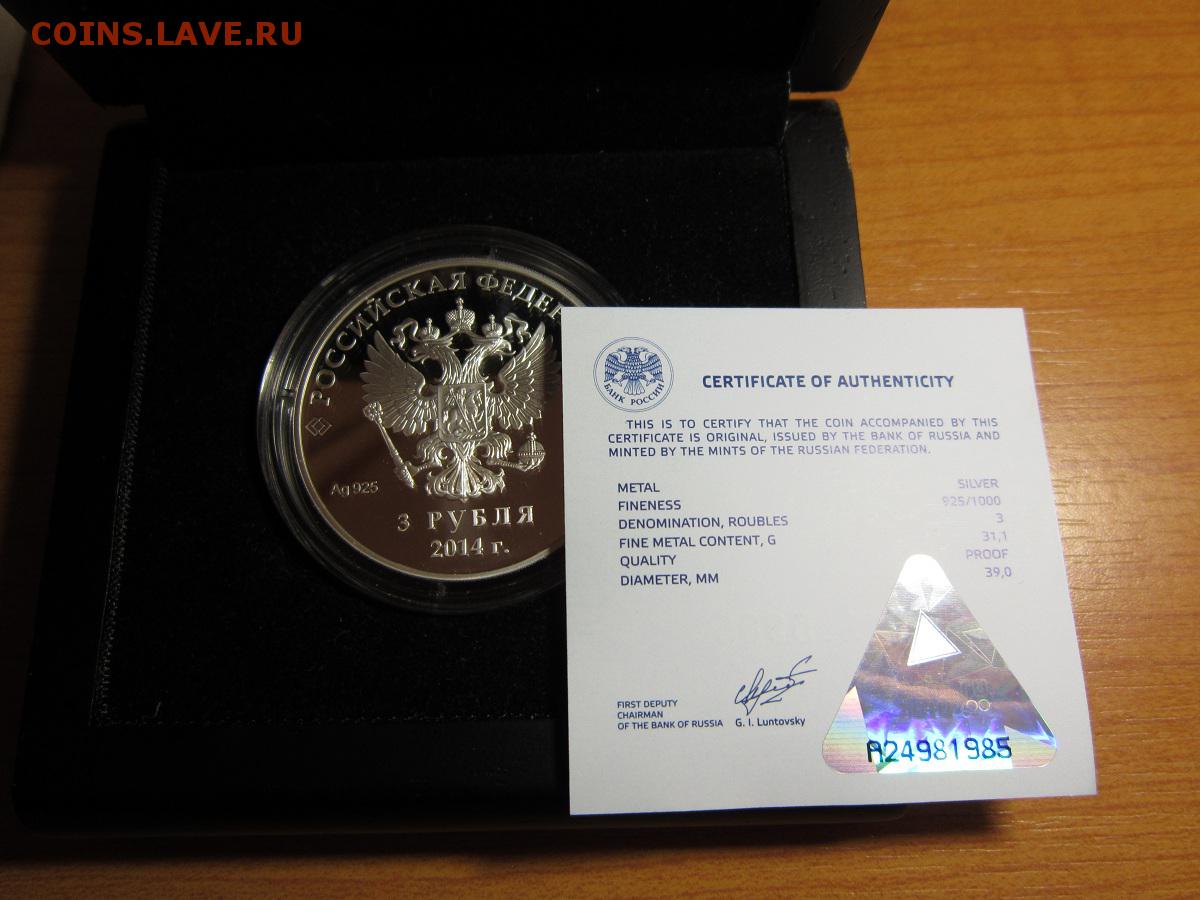 COINS.LAVE.RU
РОССИЙСКАЯ ФЕДЕР
Ag 925
3 РУБЛЯ
2014 г.
БАНК РОССИИ
CERTIFICATE OF AUTHENTICITY
THIS IS TO CERTIFY THAT THE COIN ACCOMPANIED BY THIS
CERTIFICATE IS ORIGINAL, ISSUED BY THE BANK OF RUSSIA AND
MINTED BY THE MINTS OF THE RUSSIAN FEDERATION.
METAL SILVER
FINENESS 925/1000
DENOMINATION, ROUBLES 3
FINE METAL CONTENT, G 31,1
QUALITY PROOF
DIAMETER, MM 39,0
FIRST DEPUTY
CHAIRMAN
OF THE BANK OF RUSSIA G. I. Luntovsky
A24981985